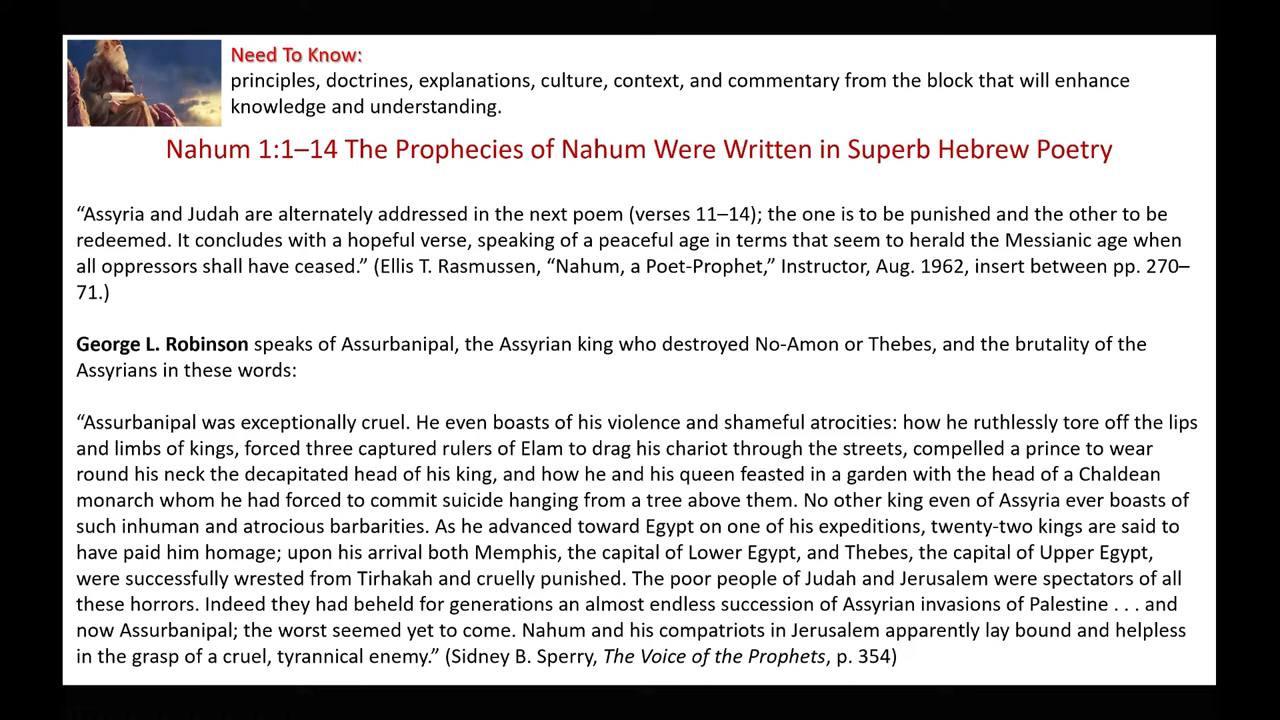 Need To Know:
principles, doctrines, explanations, culture, context, and commentary from the block that will enhance
knowledge and understanding.
Nahum 1:1–14 The Prophecies of Nahum Were Written in Superb Hebrew Poetry
“Assyria and Judah are alternately addressed in the next poem (verses 11–14); the one is to be punished and the other to be
redeemed. It concludes with a hopeful verse, speaking of a peaceful age in terms that seem to herald the Messianic age when
all oppressors shall have ceased.” (Ellis T. Rasmussen, “Nahum, a Poet-Prophet,” Instructor, Aug. 1962, insert between pp. 270–
71.)
George L. Robinson speaks of Assurbanipal, the Assyrian king who destroyed No-Amon or Thebes, and the brutality of the
Assyrians in these words:
“Assurbanipal was exceptionally cruel. He even boasts of his violence and shameful atrocities: how he ruthlessly tore off the lips
and limbs of kings, forced three captured rulers of Elam to drag his chariot through the streets, compelled a prince to wear
round his neck the decapitated head of his king, and how he and his queen feasted in a garden with the head of a Chaldean
monarch whom he had forced to commit suicide hanging from a tree above them. No other king even of Assyria ever boasts of
such inhuman and atrocious barbarities. As he advanced toward Egypt on one of his expeditions, twenty-two kings are said to
have paid him homage; upon his arrival both Memphis, the capital of Lower Egypt, and Thebes, the capital of Upper Egypt,
were successfully wrested from Tirhakah and cruelly punished. The poor people of Judah and Jerusalem were spectators of all
these horrors. Indeed they had beheld for generations an almost endless succession of Assyrian invasions of Palestine . . . and
now Assurbanipal; the worst seemed yet to come. Nahum and his compatriots in Jerusalem apparently lay bound and helpless
in the grasp of a cruel, tyrannical enemy.” (Sidney B. Sperry, The Voice of the Prophets, p. 354)